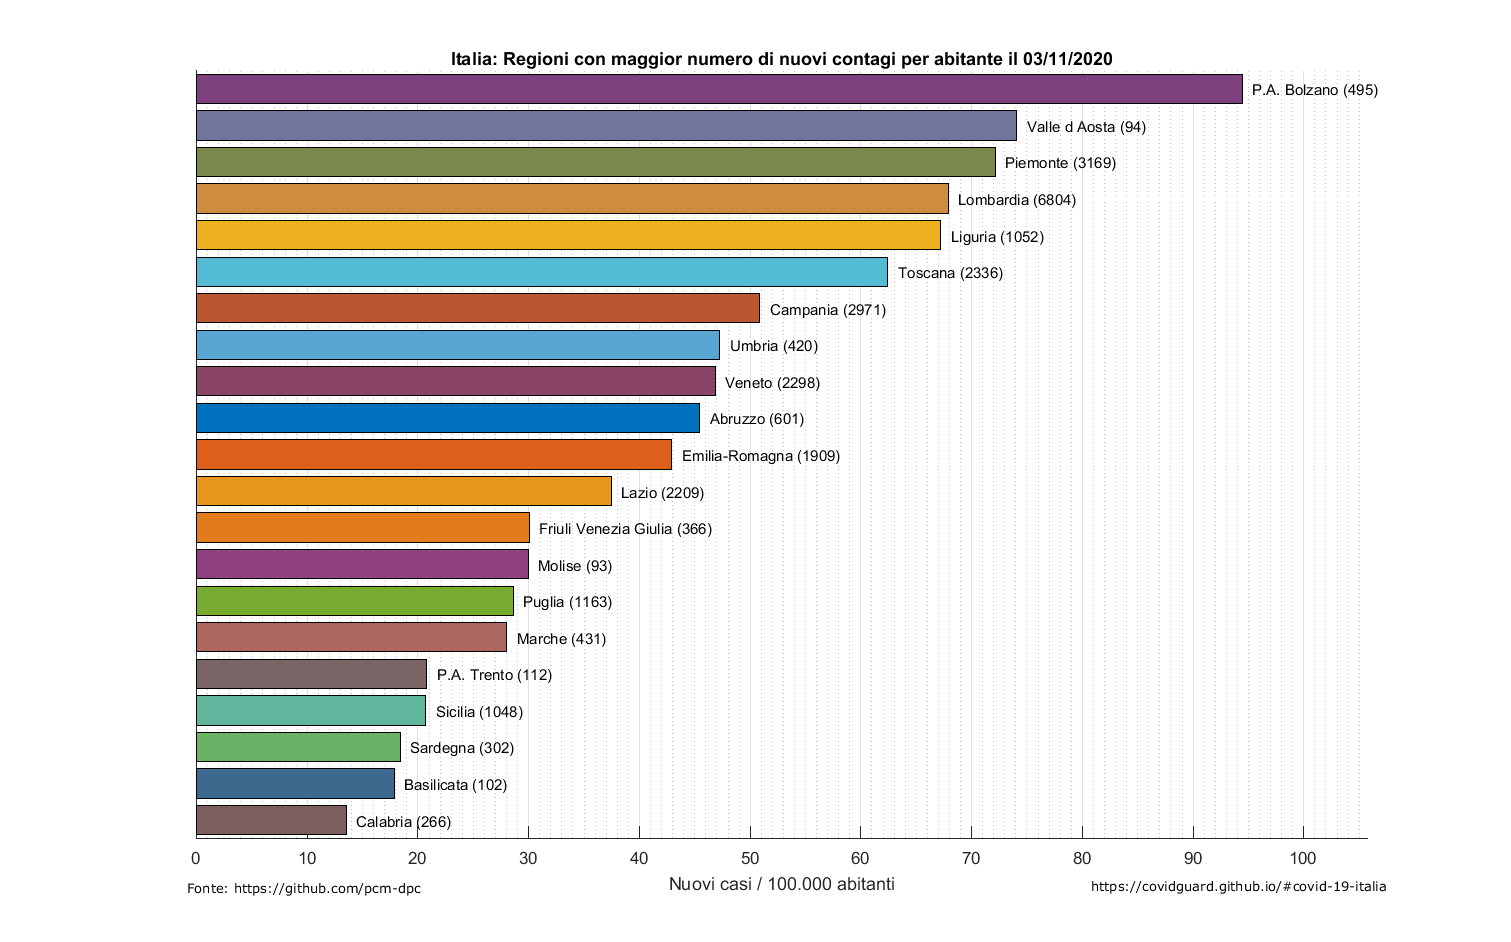 Italia: Regioni con maggior numero di nuovi contagi per abitante il 03/11/2020
P.A. Bolzano (495)
Valle d Aosta (94)
Piemonte (3169)
Lombardia (6804)
Liguria (1052)
Toscana (2336)
Campania (2971)
Umbria (420)
Veneto (2298)
Abruzzo (601)
Emilia-Romagna (1909)
Lazio (2209)
Friuli Venezia Giulia (366)
Molise (93)
Puglia (1163)
Marche (431)
P.A. Trento (112)
Sicilia (1048)
Sardegna (302)
Basilicata (102)
Calabria (266)
0 10 20 30 40 50 60 70 80 90 100
Nuovi casi / 100.000 abitanti
Fonte: https://github.com/pcm-dpc
https://covidguard.github.io/#covid-19-italia